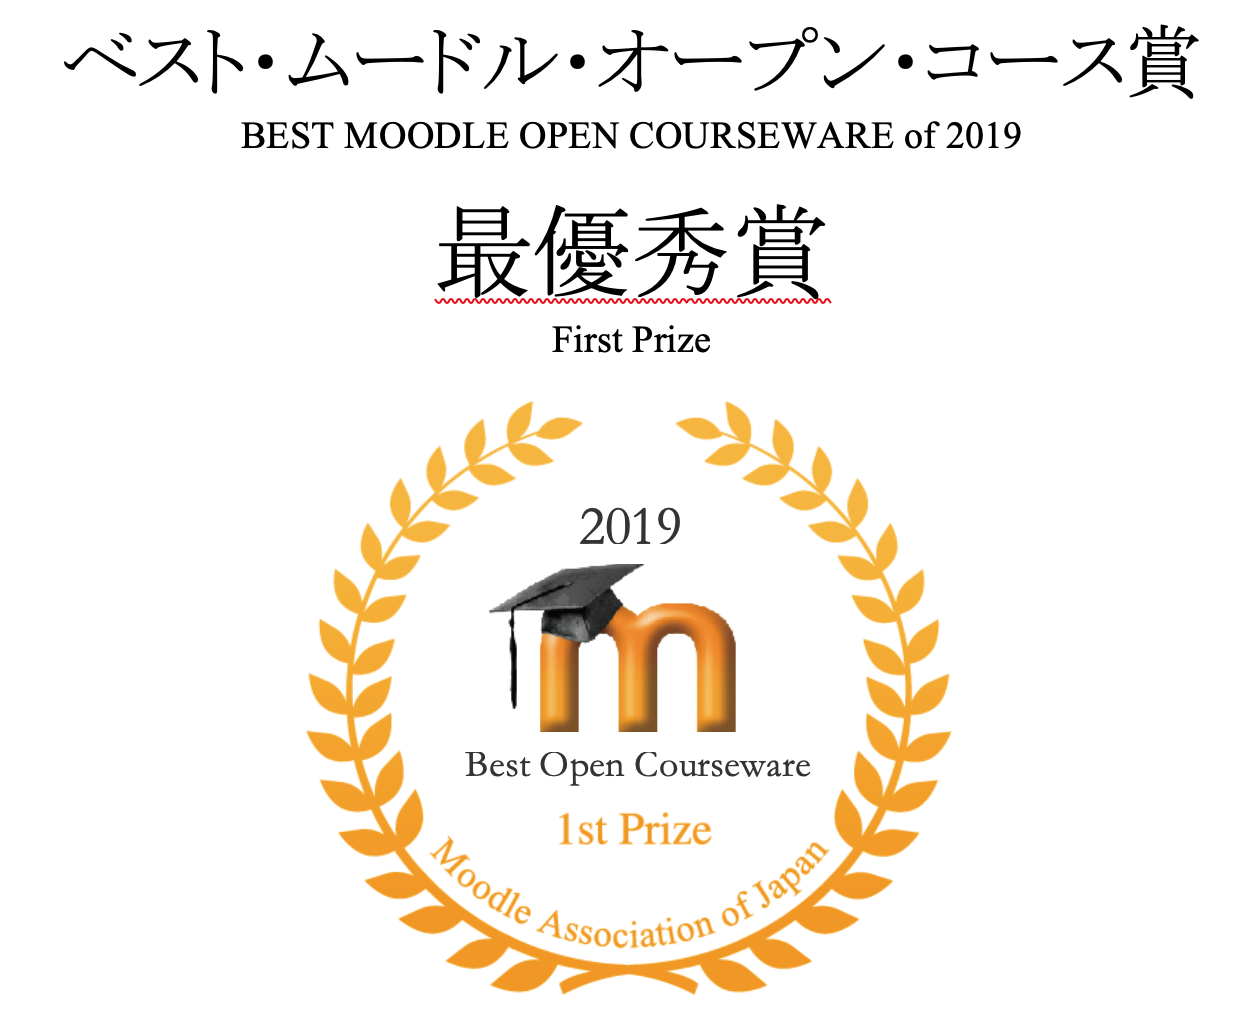 ベスト・ムードル・オープン・コース賞
BEST MOODLE OPEN COURSEWARE of 2019
最優秀賞
First Prize
2019
m
Best Open Courseware
1st Prize
Moodle Association of Japan